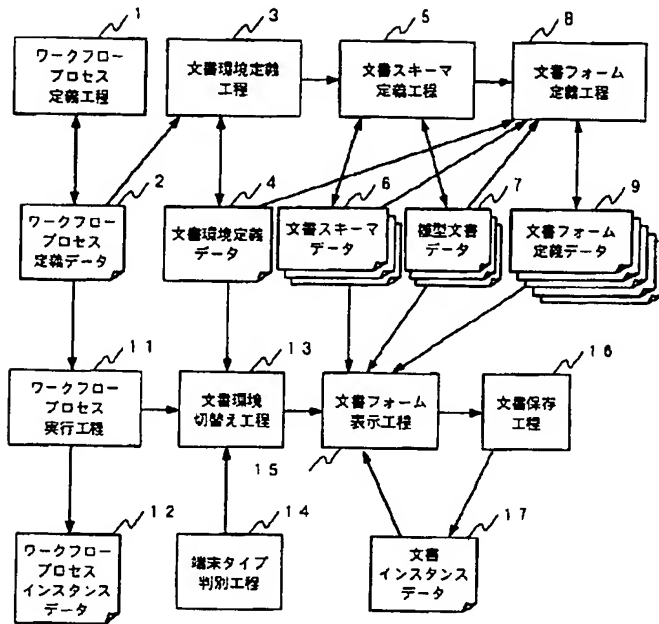 1
3
5
8
ワークフロー
プロセス
定義工程
文書環境定義
工程
文書スキーマ
定義工程
文書フォーム
定義工程
2
4
6
7
9
ワークフロー
プロセス
定義データ
文書環境定義
データ
文書スキーマ
データ
雛型文書
データ
文書フォーム
定義データ
11
13
16
ワークフロー
プロセス
実行工程
文書環境
切替え工程
文書フォーム
表示工程
文書保存
工程
15
12
14
17
ワークフロー
プロセス
インスタンス
データ
端末タイプ
判別工程
文書
インスタンス
データ